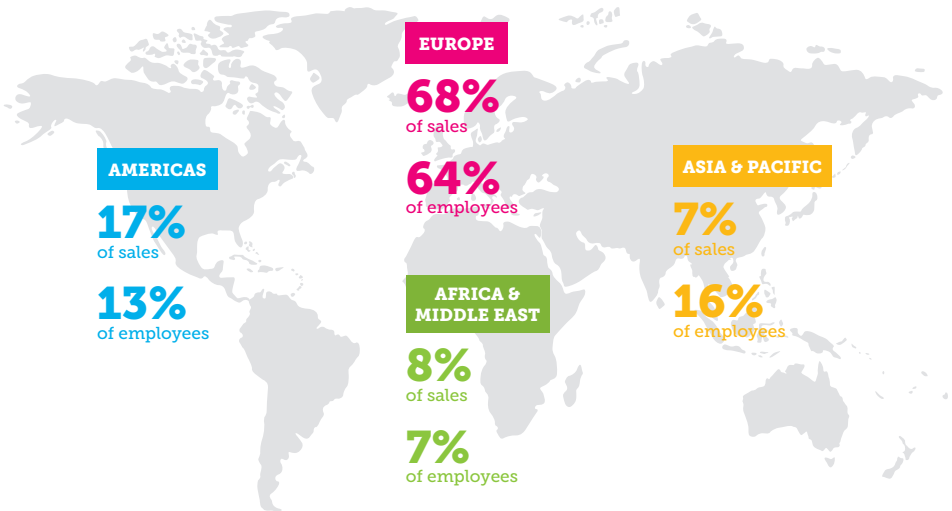 EUROPE
68%
of sales
64%
of employees
AMERICAS
17%
of sales
13%
of employees
ASIA & PACIFIC
7%
of sales
16%
of employees
AFRICA &
MIDDLE EAST
8%
of sales
7%
of employees